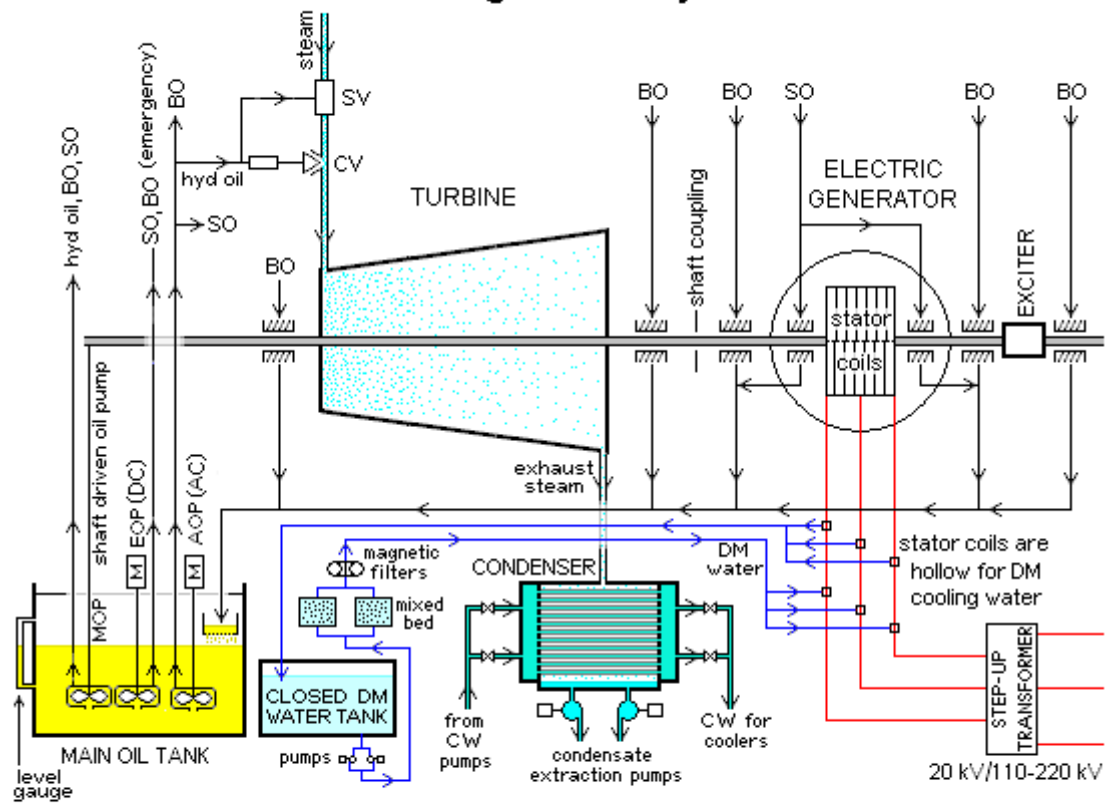 steam
BO
SO, BO (emergency)
hyd oil, BO, SO
SV
CV
hyd oil
SO
BO
BO
SO
BO
BO
TURBINE
shaft coupling
ELECTRIC
GENERATOR
EXCITER
BO
stator
coils
shaft driven oil pump
MOP
M
EOP (DC)
M
AOP (AC)
exhaust
steam
magnetic
filters
CONDENSER
DM
water
stator coils are
hollow for DM
cooling water
mixed
bed
CLOSED DM
WATER TANK
pumps
from
CW
pumps
condensate
extraction pumps
CW for
coolers
STEP-UP
TRANSFORMER
20 kV/110-220 kV
MAIN OIL TANK
level
gauge